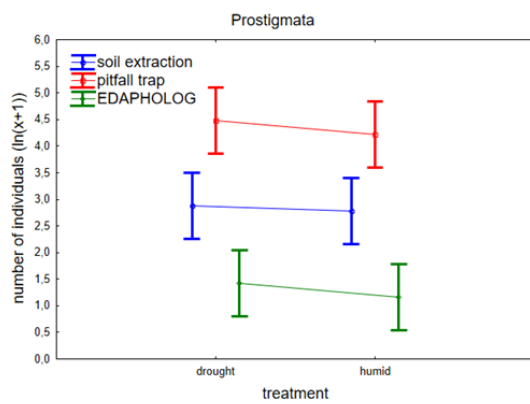 Prostigmata
6,0
5,5
5,0
4,5
4,0
3,5
3,0
2,5
2,0
1,5
1,0
0,5
0,0
number of individuals (ln(x+1))
soil extraction
pitfall trap
EDAPHOLOG
drought
humid
treatment